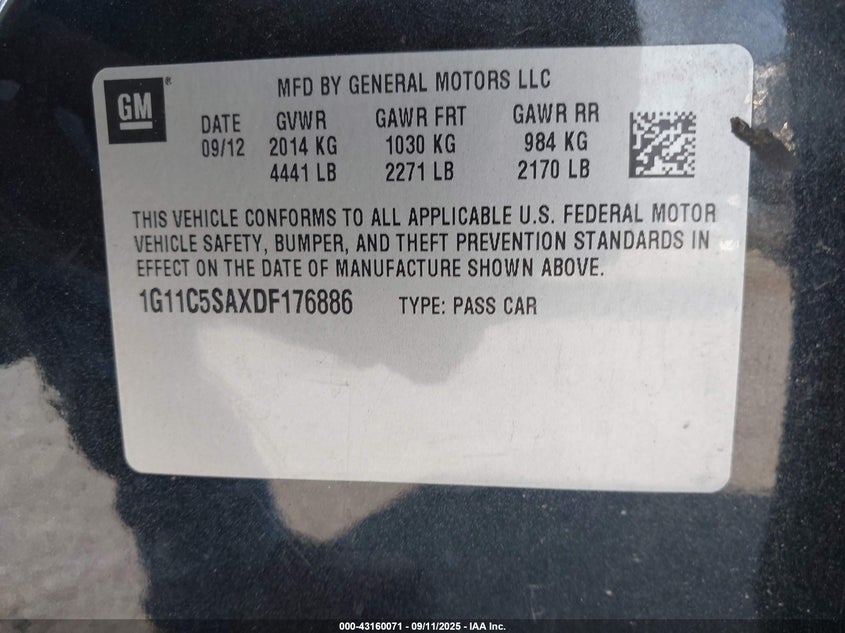 GM®
MFD BY GENERAL MOTORS LLC
DATE GVWR GAWR FRT GAWR RR
09/12 2014 KG 1030 KG 984 KG
4441 LB 2271 LB 2170 LB
THIS VEHICLE CONFORMS TO ALL APPLICABLE U.S. FEDERAL MOTOR
VEHICLE SAFETY, BUMPER, AND THEFT PREVENTION STANDARDS IN
EFFECT ON THE DATE OF MANUFACTURE SHOWN ABOVE.
1G11C5SAXDF176886 TYPE: PASS CAR
000-43160071 - 09/11/2025 - IAA Inc.